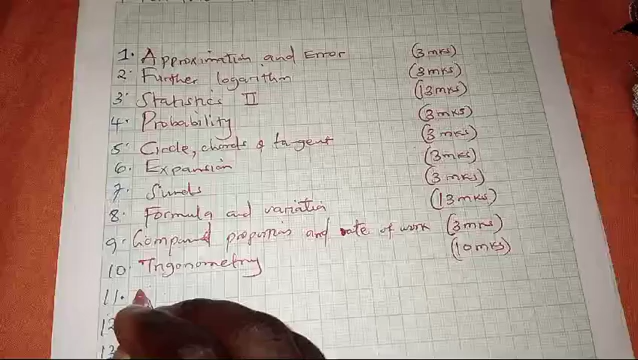 1. Approximation and Error (3mks)
2. Further logarithm (3mks)
3. Statistics II (13mks)
4. Probability (3mks)
5. Circle, chords & tangent (3mks)
6. Expansion (3mks)
7. Surds (3mks)
8. Formula and variation (13mks)
9. Compound proportions and rate of work (3mks)
10. Trigonometry (10mks)
11.
12
13